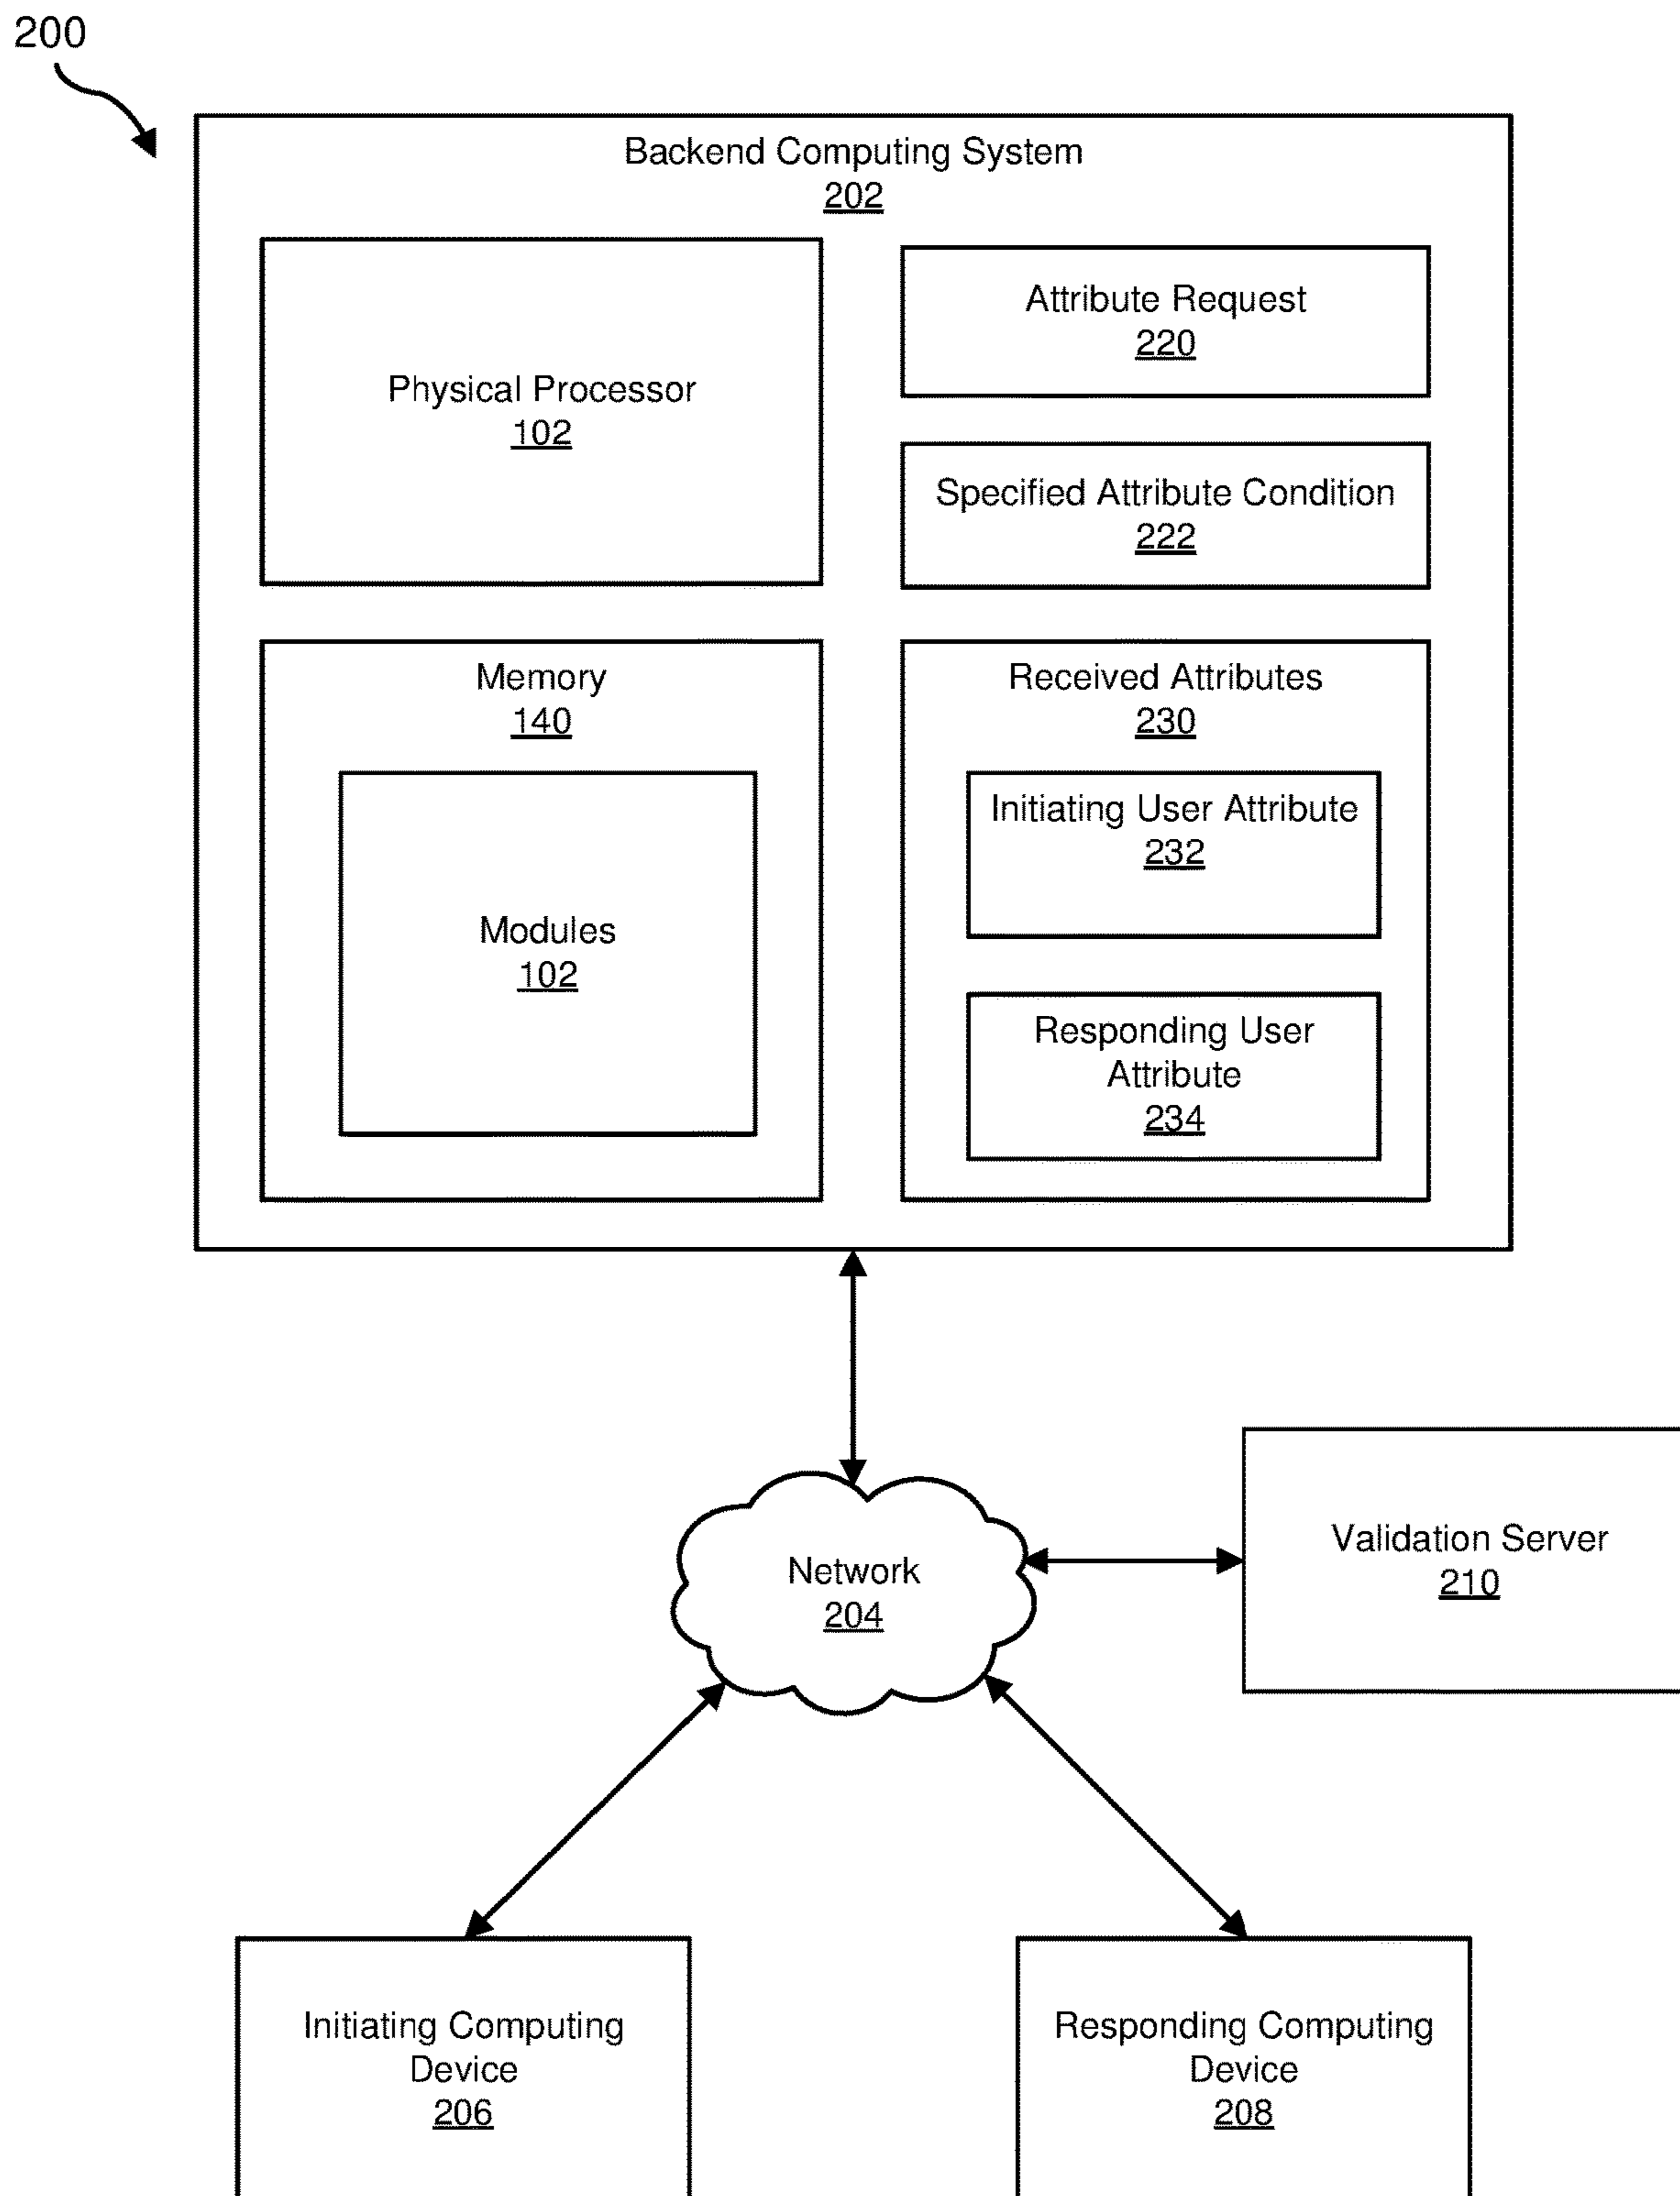 200
Backend Computing System
202
Physical Processor
102
Attribute Request
220
Specified Attribute Condition
222
Memory
140
Modules
102
Received Attributes
230
Initiating User Attribute
232
Responding User
Attribute
234
Network
204
Validation Server
210
Initiating Computing
Device
206
Responding Computing
Device
208